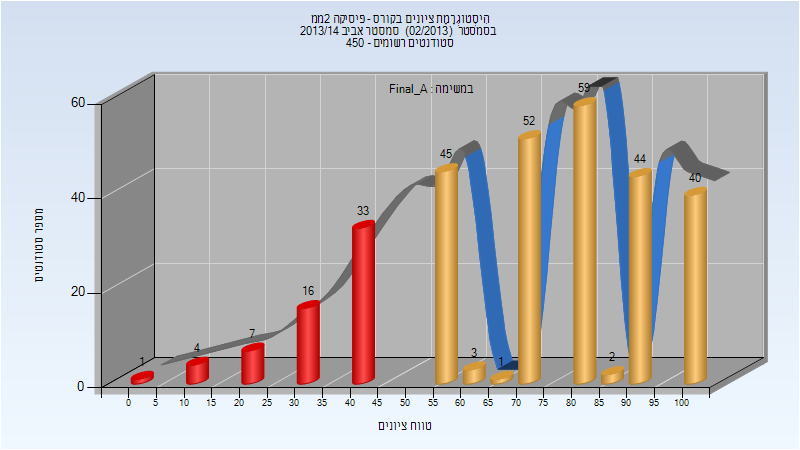 היסטוגרמת ציונים בקורס - פיסיקה 2ממ
בסמסטר (02/2013) סמסטר אביב 2013/14
סטודנטים רשומים - 450
במשימה : Final_A
מספר סטודנטים
60
40
20
0
1
4
7
16
33
45
3
1
52
59
2
44
40
0 5 10 15 20 25 30 35 40 45 50 55 60 65 70 75 80 85 90 95 100
טווח ציונים